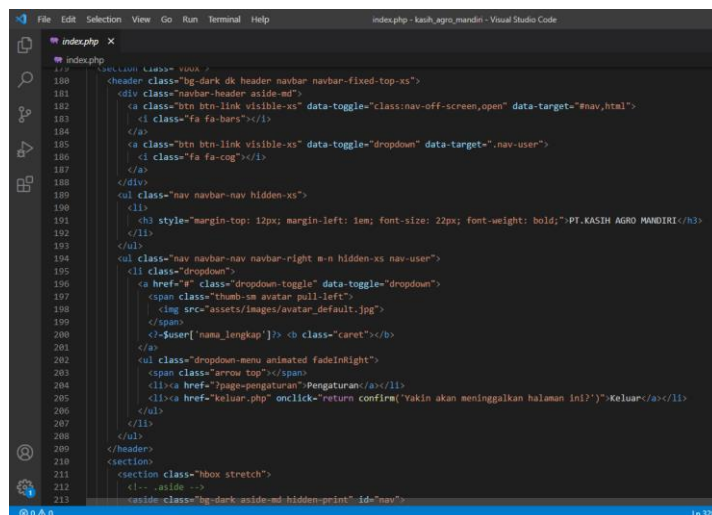 File Edit Selection View Go Run Terminal Help index.php - kasih_agro_mandiri - Visual Studio Code
index.php ×
index.php
179 <section class="vbox">
180 <header class="bg-dark dk header navbar navbar-fixed-top-xs">
181 <div class="navbar-header aside-md">
182 <a class="btn btn-link visible-xs" data-toggle="class:nav-off-screen,open" data-target="#nav,html">
183 <i class="fa fa-bars"></i>
184 </a>
185 <a class="btn btn-link visible-xs" data-toggle="dropdown" data-target=".nav-user">
186 <i class="fa fa-cog"></i>
187 </a>
188 </div>
189 <ul class="nav navbar-nav hidden-xs">
190 <li>
191 <h3 style="margin-top: 12px; margin-left: 1em; font-size: 22px; font-weight: bold;">PT.KASIH AGRO MANDIRI</h3>
192 </li>
193 </ul>
194 <ul class="nav navbar-nav navbar-right m-n hidden-xs nav-user">
195 <li class="dropdown">
196 <a href="#" class="dropdown-toggle" data-toggle="dropdown">
197 <span class="thumb-sm avatar pull-left">
198 <img src="assets/images/avatar_default.jpg">
199 </span>
200 <?=$user['nama_lengkap']?> <b class="caret"></b>
201 </a>
202 <ul class="dropdown-menu animated fadeInRight">
203 <span class="arrow top"></span>
204 <li><a href="?page=pengaturan">Pengaturan</a></li>
205 <li><a href="keluar.php" onclick="return confirm('Yakin akan meninggalkan halaman ini?')">Keluar</a></li>
206 </ul>
207 </li>
208 </ul>
209 </header>
210 <section>
211 <section class="hbox stretch">
212 <!-- .aside -->
213 <aside class="bg-dark aside-md hidden-print" id="nav">
1
0 0